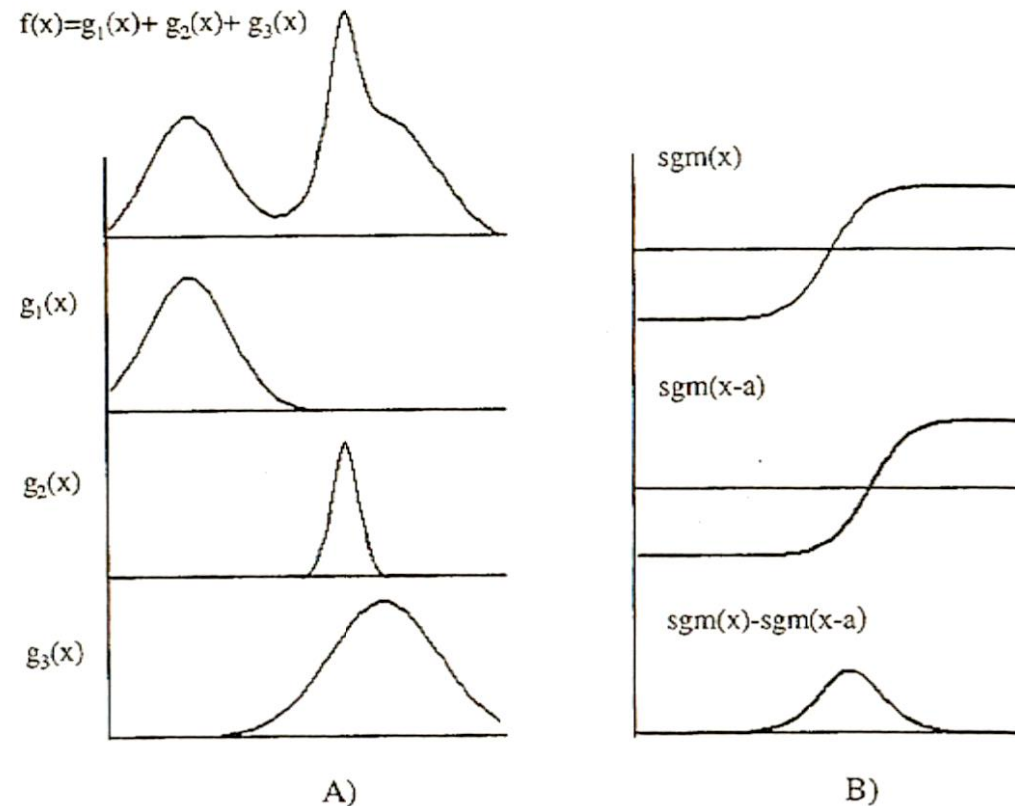 f(x)=g₁(x)+ g₂(x)+ g₃(x)
g₁(x)
g₂(x)
g₃(x)
A)
sgm(x)
sgm(x-a)
sgm(x)-sgm(x-a)
B)